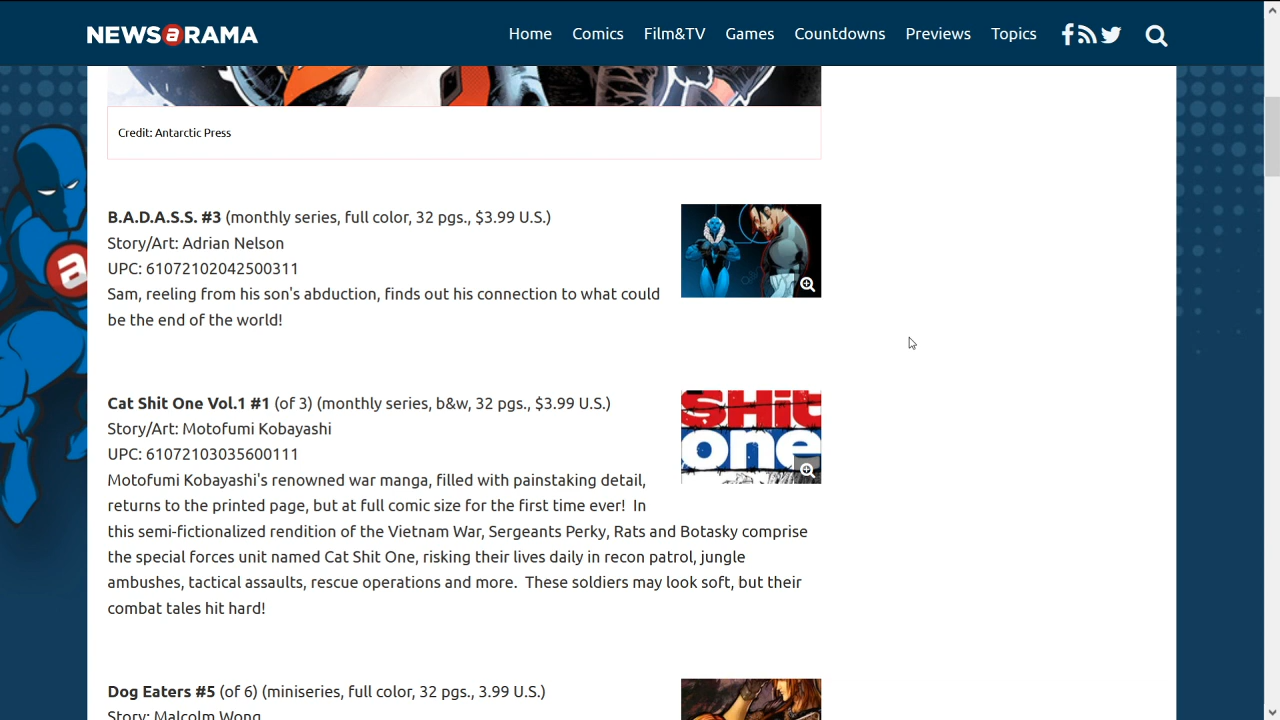 NEWSaRAMA
Home Comics Film&TV Games Countdowns Previews Topics
Credit: Antarctic Press
B.A.D.A.S.S. #3 (monthly series, full color, 32 pgs., $3.99 U.S.)
Story/Art: Adrian Nelson
UPC: 61072102042500311
Sam, reeling from his son's abduction, finds out his connection to what could
be the end of the world!
Cat Shit One Vol.1 #1 (of 3) (monthly series, b&w, 32 pgs., $3.99 U.S.)
Story/Art: Motofumi Kobayashi
UPC: 61072103035600111
Motofumi Kobayashi's renowned war manga, filled with painstaking detail,
returns to the printed page, but at full comic size for the first time ever!  In
this semi-fictionalized rendition of the Vietnam War, Sergeants Perky, Rats and Botasky comprise
the special forces unit named Cat Shit One, risking their lives daily in recon patrol, jungle
ambushes, tactical assaults, rescue operations and more.  These soldiers may look soft, but their
combat tales hit hard!
SHit
one
Dog Eaters #5 (of 6) (miniseries, full color, 32 pgs., 3.99 U.S.)
Story: Malcolm Wong
a